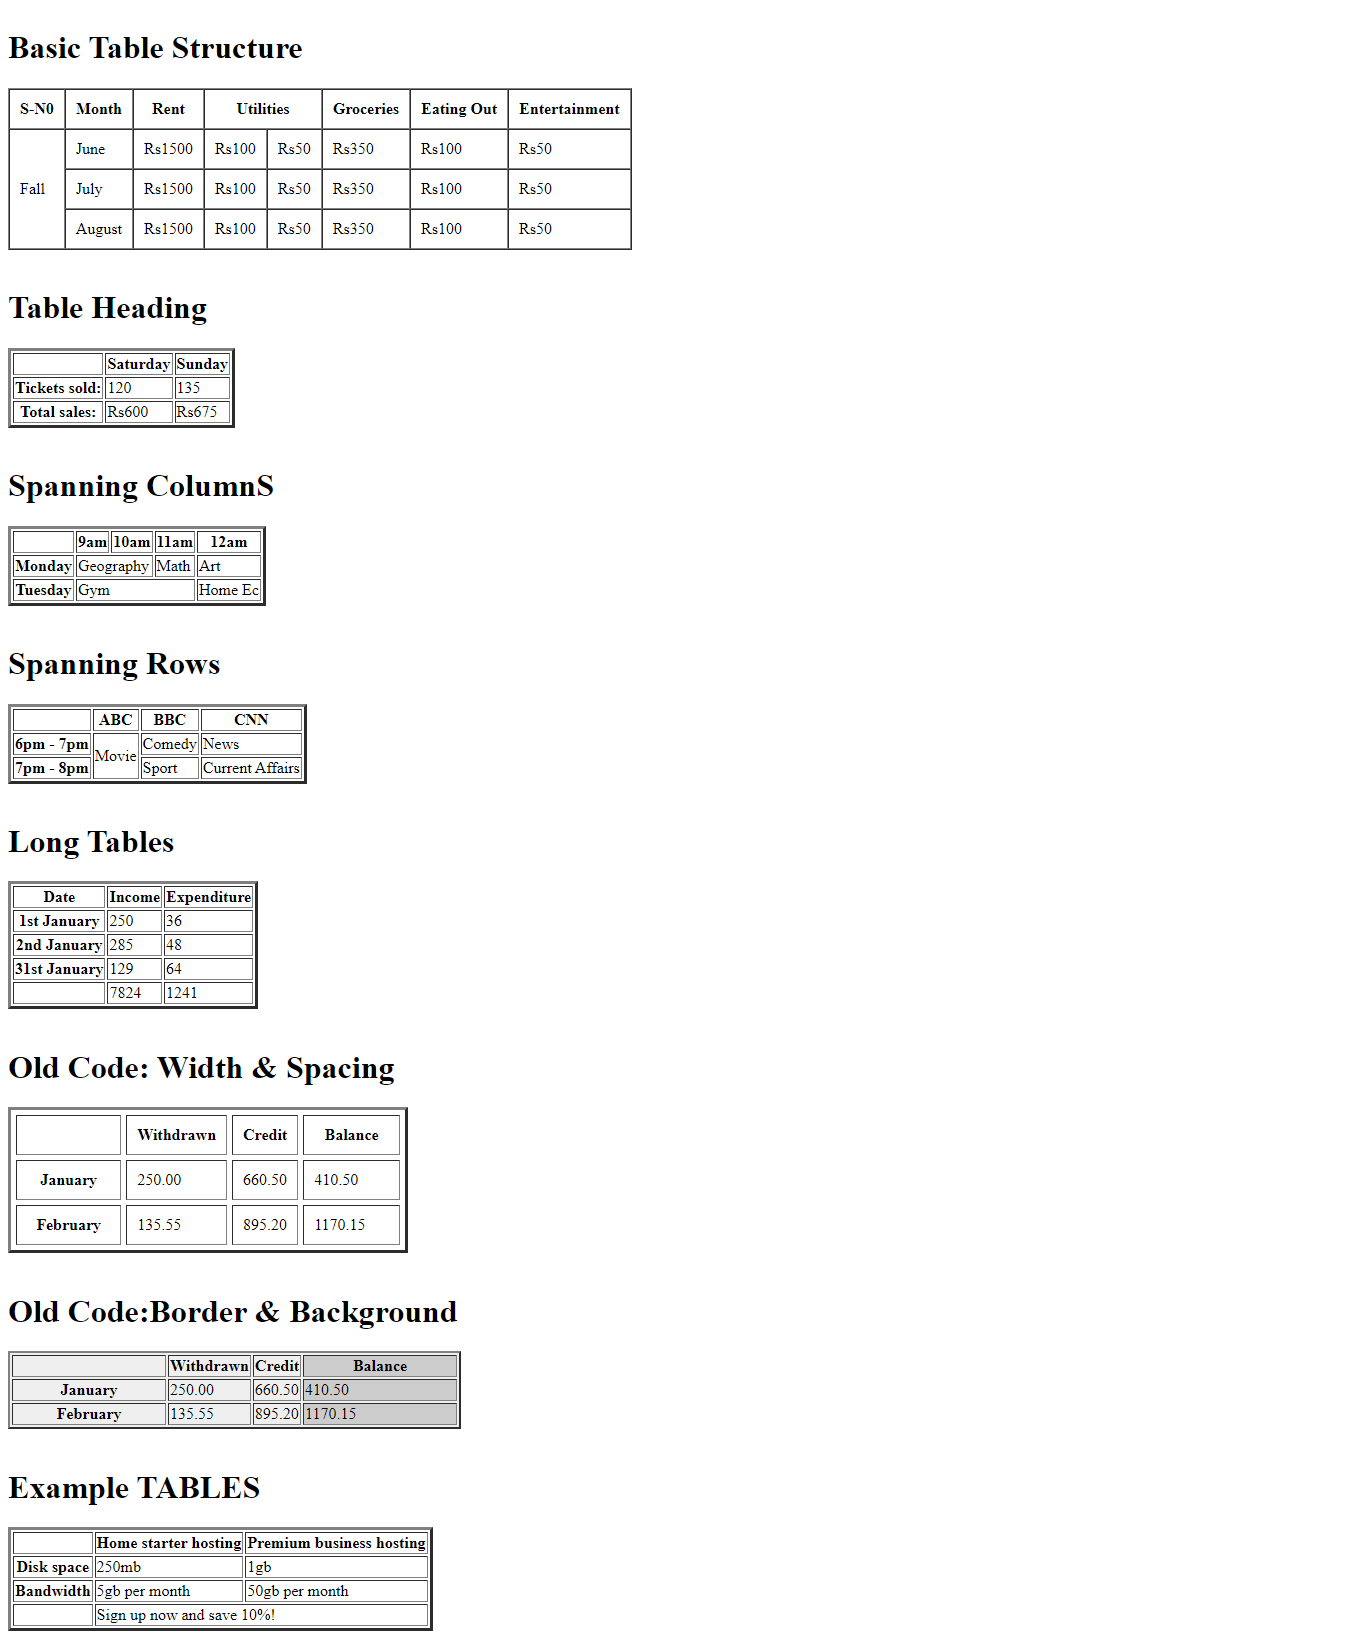 Basic Table Structure
S-N0 Month Rent Utilities Groceries Eating Out Entertainment
June Rs1500 Rs100 Rs50 Rs350 Rs100 Rs50
Fall July Rs1500 Rs100 Rs50 Rs350 Rs100 Rs50
August Rs1500 Rs100 Rs50 Rs350 Rs100 Rs50
Table Heading
Saturday Sunday
Tickets sold: 120 135
Total sales: Rs600 Rs675
Spanning ColumnS
9am 10am 11am 12am
Monday Geography Math Art
Tuesday Gym Home Ec
Spanning Rows
ABC BBC CNN
6pm - 7pm Movie Comedy News
7pm - 8pm Sport Current Affairs
Long Tables
Date Income Expenditure
1st January 250 36
2nd January 285 48
31st January 129 64
7824 1241
Old Code: Width & Spacing
Withdrawn Credit Balance
January 250.00 660.50 410.50
February 135.55 895.20 1170.15
Old Code:Border & Background
Withdrawn Credit Balance
January 250.00 660.50 410.50
February 135.55 895.20 1170.15
Example TABLES
Home starter hosting Premium business hosting
Disk space 250mb 1gb
Bandwidth 5gb per month 50gb per month
Sign up now and save 10%!